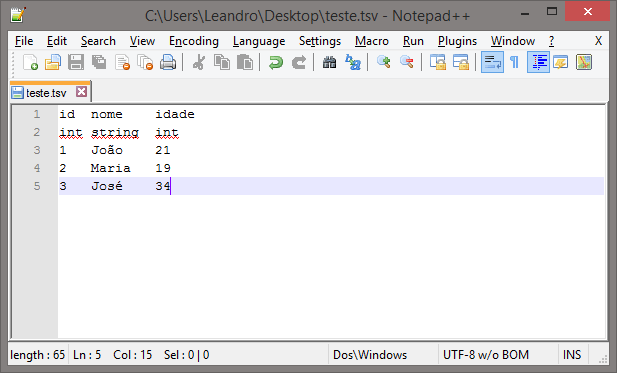 C:\Users\Leandro\Desktop\teste.tsv - Notepad++
File Edit Search View Encoding Language Settings Macro Run Plugins Window ? X
teste.tsv
1 id nome idade
2 int string int
3 1 João 21
4 2 Maria 19
5 3 José 34
length : 65 Ln : 5 Col : 15 Sel : 0 | 0 Dos\Windows UTF-8 w/o BOM INS